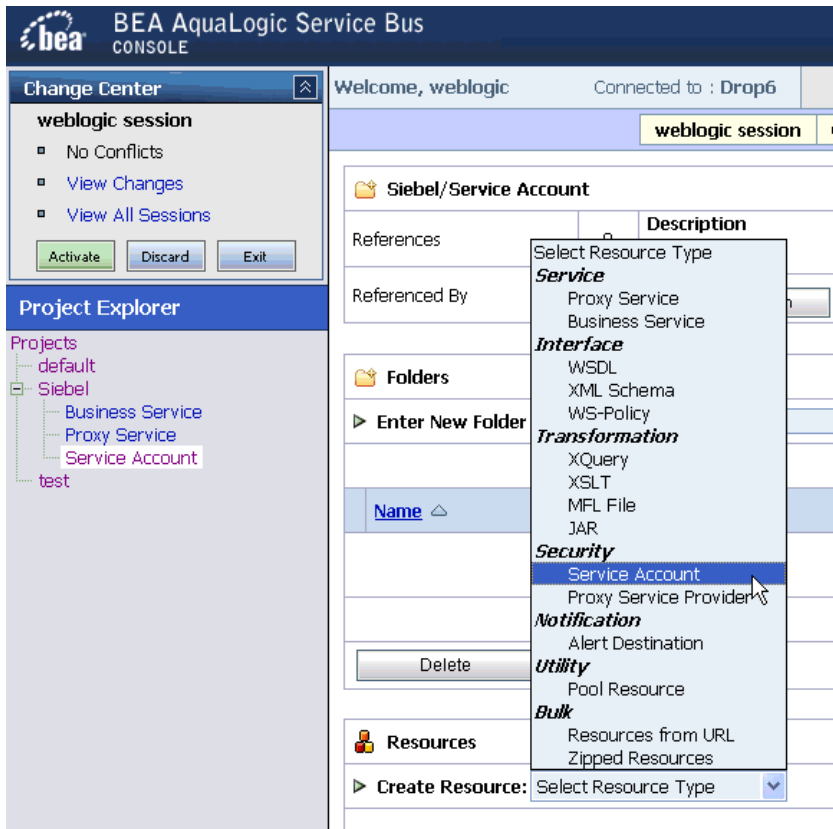 bea
BEA AquaLogic Service Bus
CONSOLE
Change Center
weblogic session
No Conflicts
View Changes
View All Sessions
Activate Discard Exit
Project Explorer
Projects
default
Siebel
Business Service
Proxy Service
Service Account
test
Welcome, weblogic Connected to : Drop6
weblogic session
Siebel/Service Account
References
Description
Referenced By
Folders
Enter New Folder
Name
Delete
Resources
Create Resource: Select Resource Type
Select Resource Type
Service
Proxy Service
Business Service
Interface
WSDL
XML Schema
WS-Policy
Transformation
XQuery
XSLT
MFL File
JAR
Security
Service Account
Proxy Service Provider
Notification
Alert Destination
Utility
Pool Resource
Bulk
Resources from URL
Zipped Resources